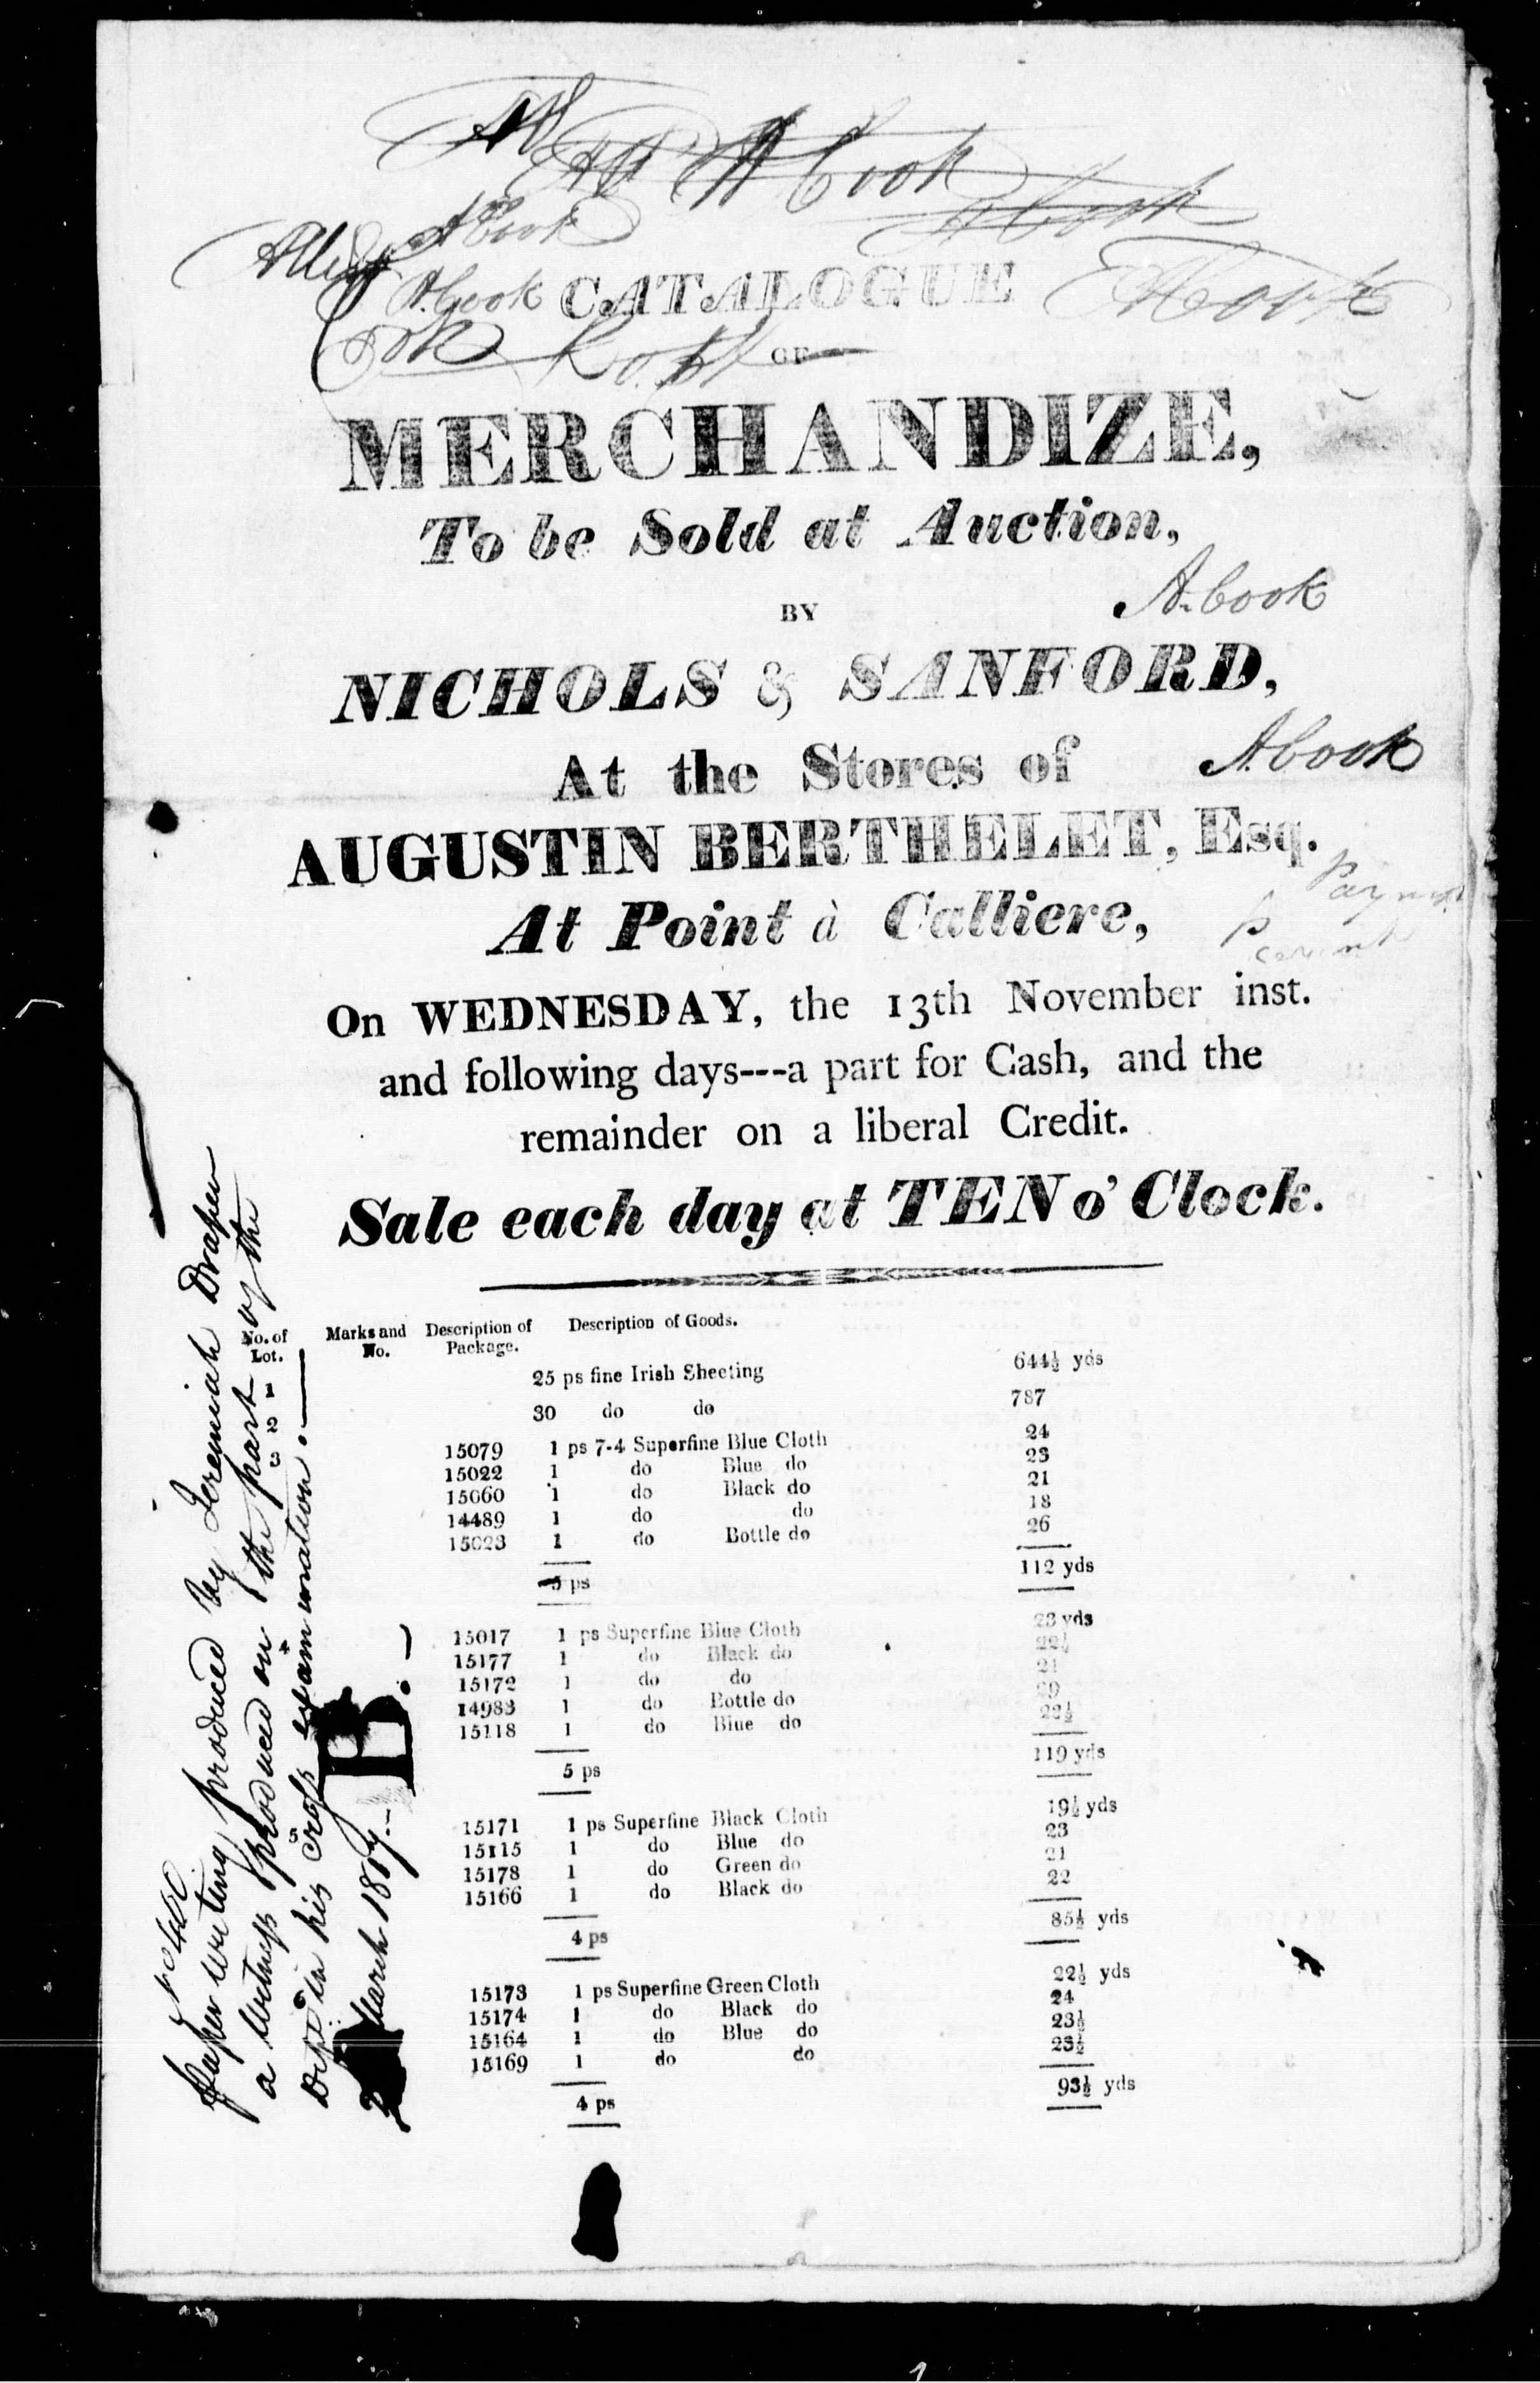 A Cook
A Cook
A Cook
A. Cook CATALOGUE A Cook
OF
MERCHANDIZE,
To be Sold at Auction,
BY
A. Cook
NICHOLS & SANFORD,
At the Stores of
A. Cook
AUGUSTIN BERTHELET, Esq.
At Point à Calliere,
On WEDNESDAY, the 13th November inst.
and following days---a part for Cash, and the
remainder on a liberal Credit.
Sale each day at TEN o' Clock.
No. of Lot. Marks and No. Description of Package. Description of Goods.
1 25 ps fine Irish Sheeting 644½ yds
2 30 do do 787
3 15079 1 ps 7-4 Superfine Blue Cloth 24
15022 1 do Blue do 23
15060 1 do Black do 21
14489 1 do do 18
15023 1 do Bottle do 26
5 ps 112 yds
15017 1 ps Superfine Blue Cloth 23 yds
15177 1 do Black do 22½
15172 1 do do 21
14983 1 do Bottle do
15118 1 do Blue do 22½
5 ps 119 yds
5 15171 1 ps Superfine Black Cloth 19½ yds
15115 1 do Blue do 23
15178 1 do Green do 21
15166 1 do Black do 22
4 ps 85½ yds
15173 1 ps Superfine Green Cloth 22½ yds
15174 1 do Black do 24
15164 1 do Blue do 23½
15169 1 do do 23½
4 ps 93½ yds
Paper writing produced by Jeremiah Draper
a witness produced on the part of the
Dept in his cross examination.
March 18
B.